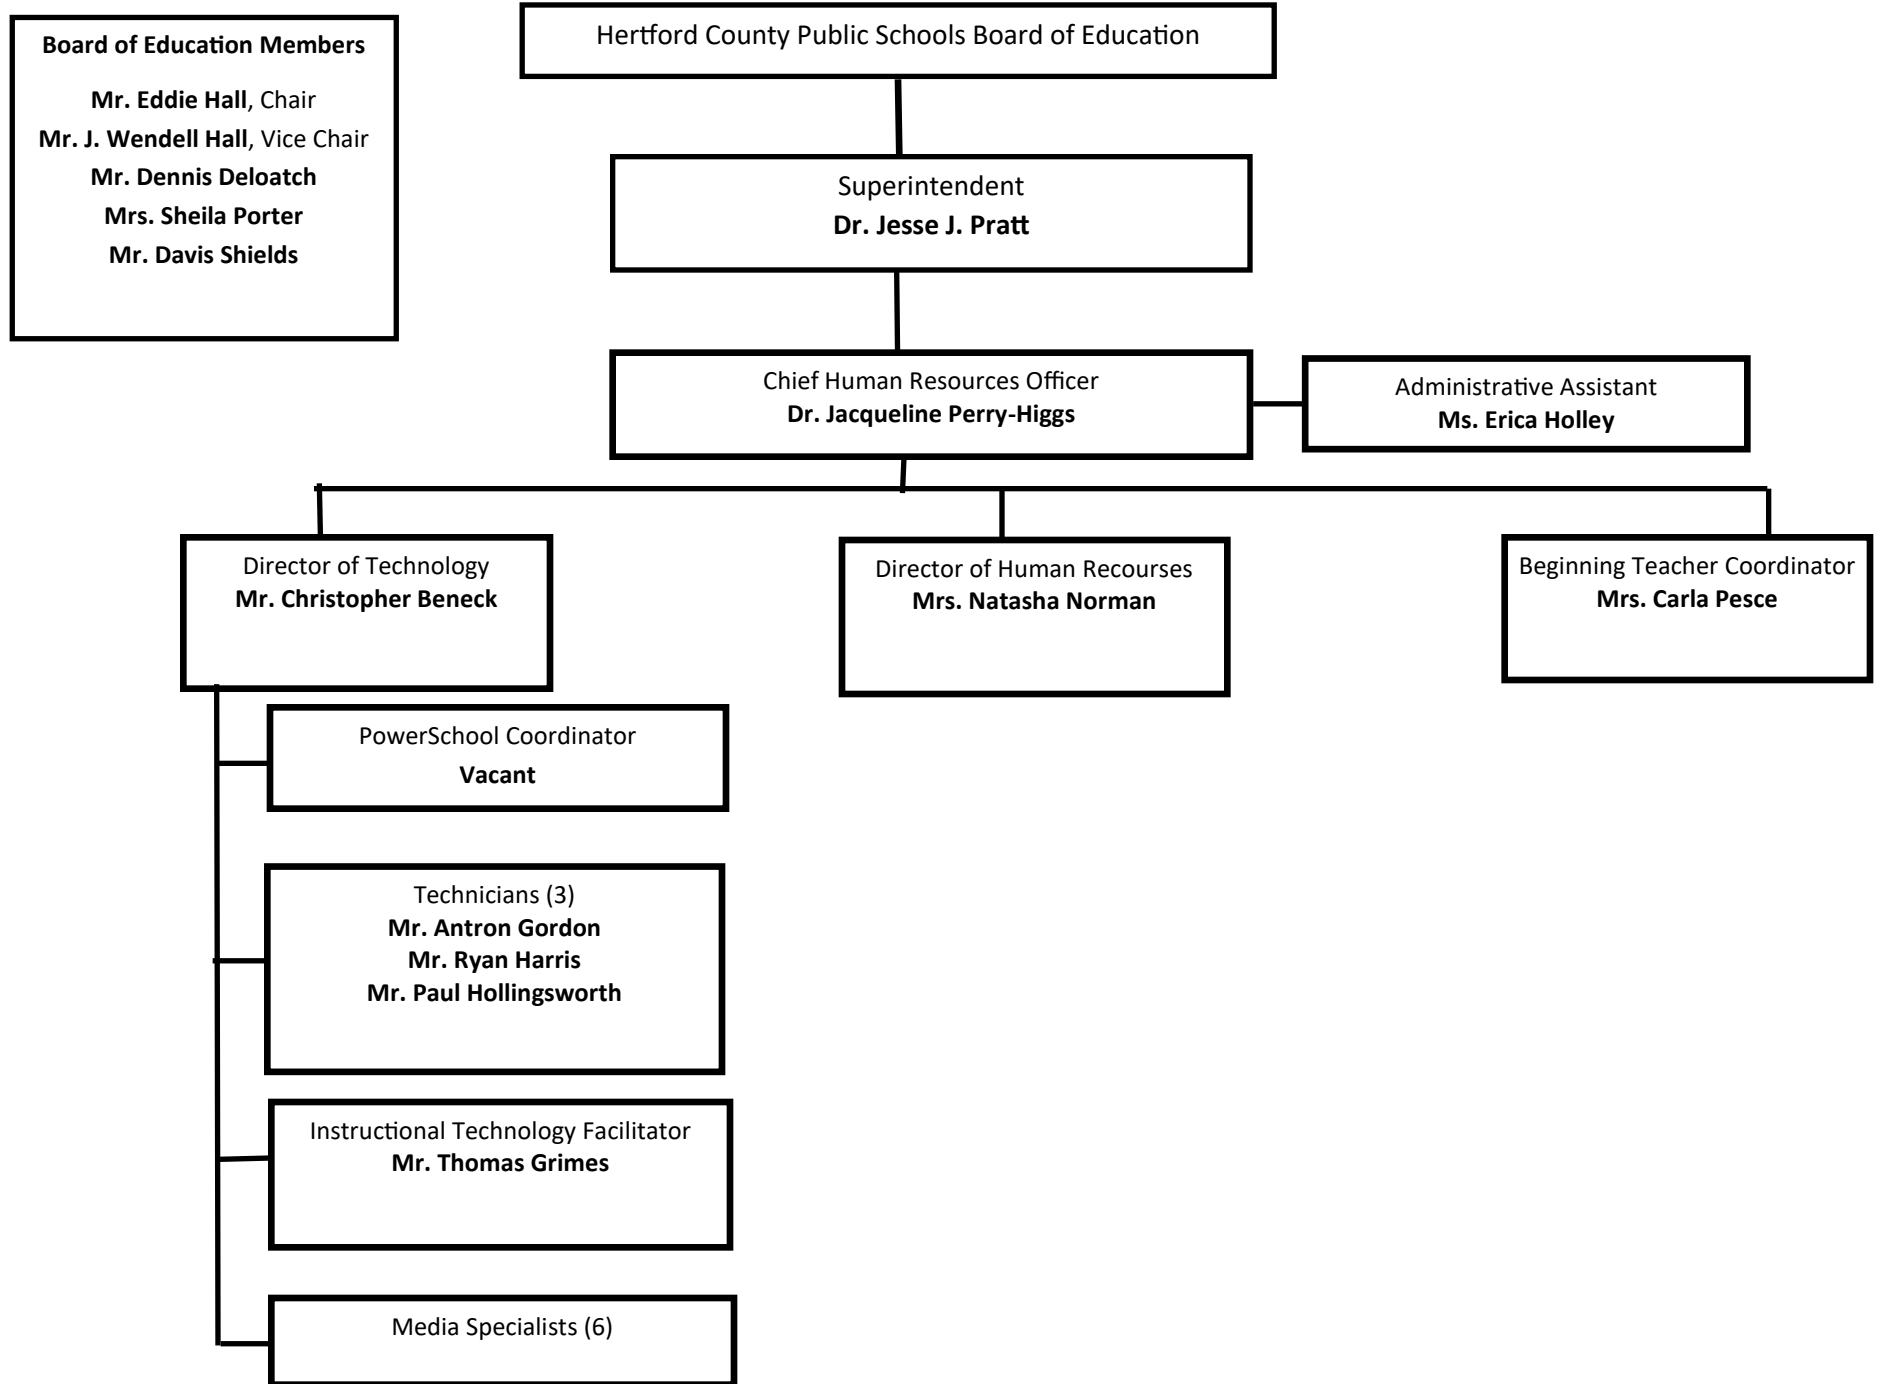 Board of Education Members
Mr. Eddie Hall, Chair
Mr. J. Wendell Hall, Vice Chair
Mr. Dennis Deloatch
Mrs. Sheila Porter
Mr. Davis Shields
Hertford County Public Schools Board of Education
Superintendent
Dr. Jesse J. Pratt
Chief Human Resources Officer
Dr. Jacqueline Perry-Higgs
Administrative Assistant
Ms. Erica Holley
Director of Technology
Mr. Christopher Beneck
Director of Human Recourses
Mrs. Natasha Norman
Beginning Teacher Coordinator
Mrs. Carla Pesce
PowerSchool Coordinator
Vacant
Technicians (3)
Mr. Antron Gordon
Mr. Ryan Harris
Mr. Paul Hollingsworth
Instructional Technology Facilitator
Mr. Thomas Grimes
Media Specialists (6)